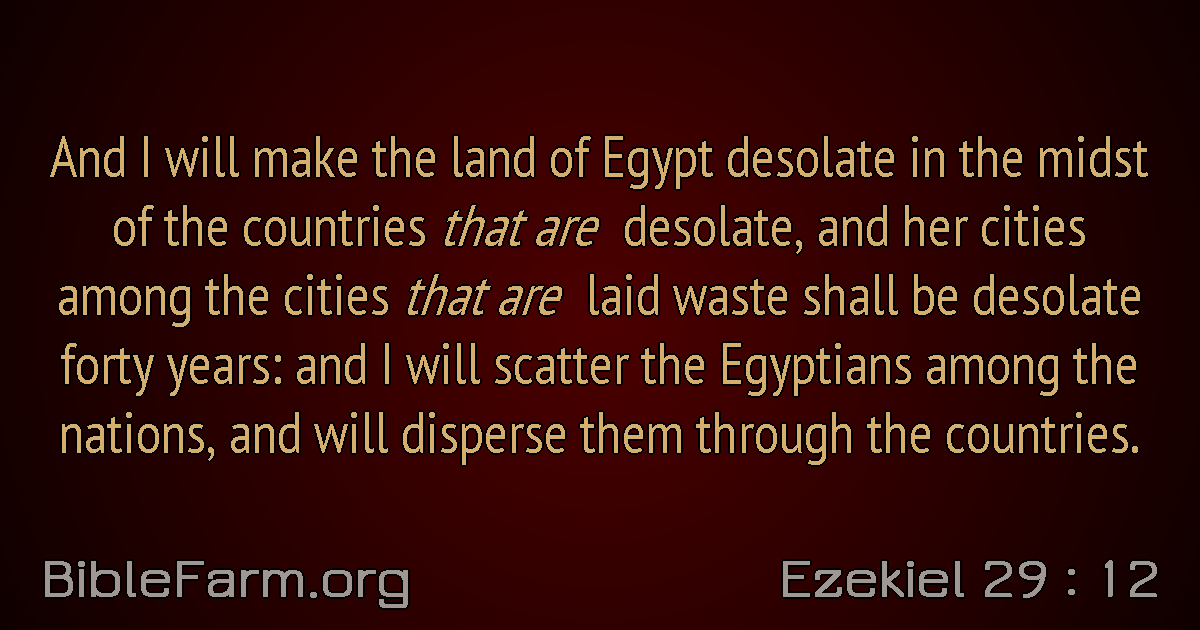 And I will make the land of Egypt desolate in the midst
of the countries that are desolate, and her cities
among the cities that are laid waste shall be desolate
forty years: and I will scatter the Egyptians among the
nations, and will disperse them through the countries.
BibleFarm.org
Ezekiel 29 : 12